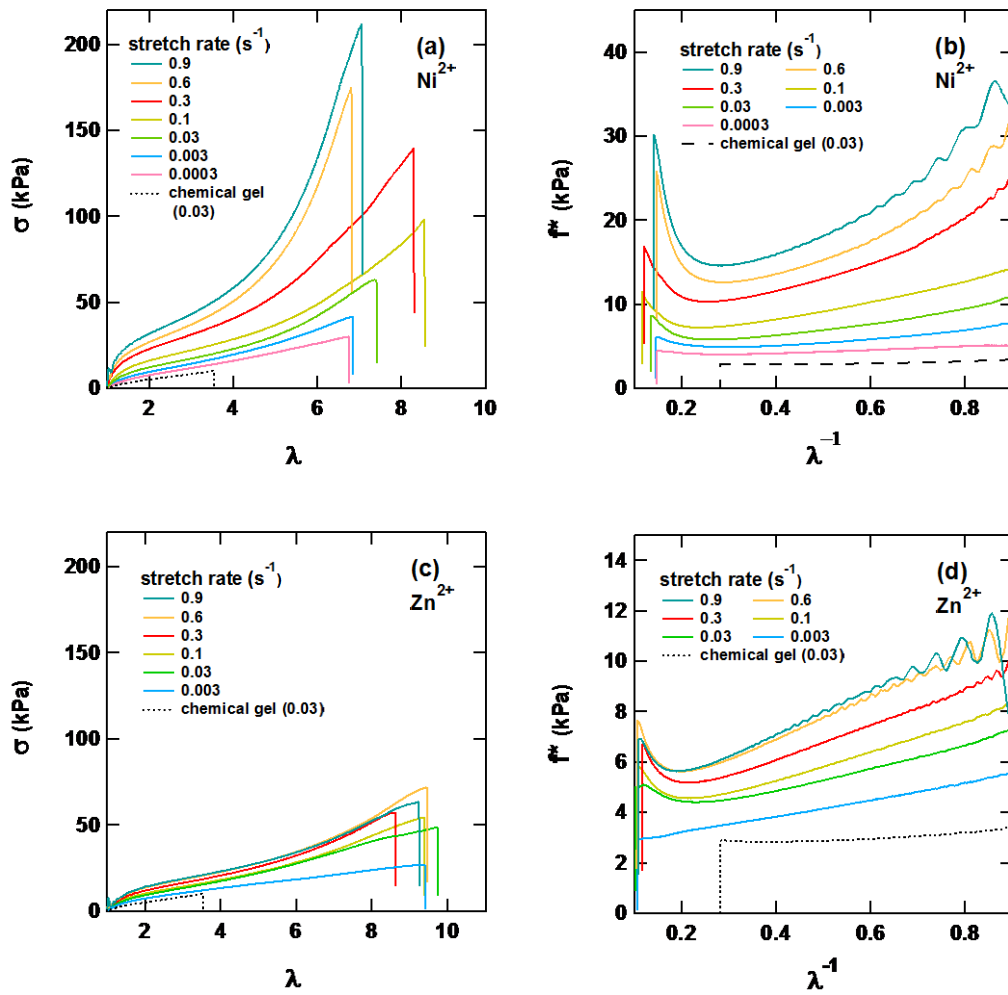 200
150
100
50
0
σ (kPa)
stretch rate (s⁻¹)
0.9
0.6
0.3
0.1
0.03
0.003
0.0003
chemical gel
(0.03)
(a)
Ni²⁺
2
4
6
8
10
λ
40
30
20
10
0
f* (kPa)
(b)
Ni²⁺
stretch rate (s⁻¹)
0.9 0.6
0.3 0.1
0.03 0.003
0.0003
chemical gel (0.03)
0.2
0.4
0.6
0.8
λ⁻¹
200
150
100
50
0
σ (kPa)
(c)
Zn²⁺
stretch rate (s⁻¹)
0.9
0.6
0.3
0.1
0.03
0.003
chemical gel (0.03)
2
4
6
8
10
λ
14
12
10
8
6
4
2
0
f* (kPa)
(d)
Zn²⁺
stretch rate (s⁻¹)
0.9 0.6
0.3 0.1
0.03 0.003
chemical gel (0.03)
0.2
0.4
0.6
0.8
λ⁻¹